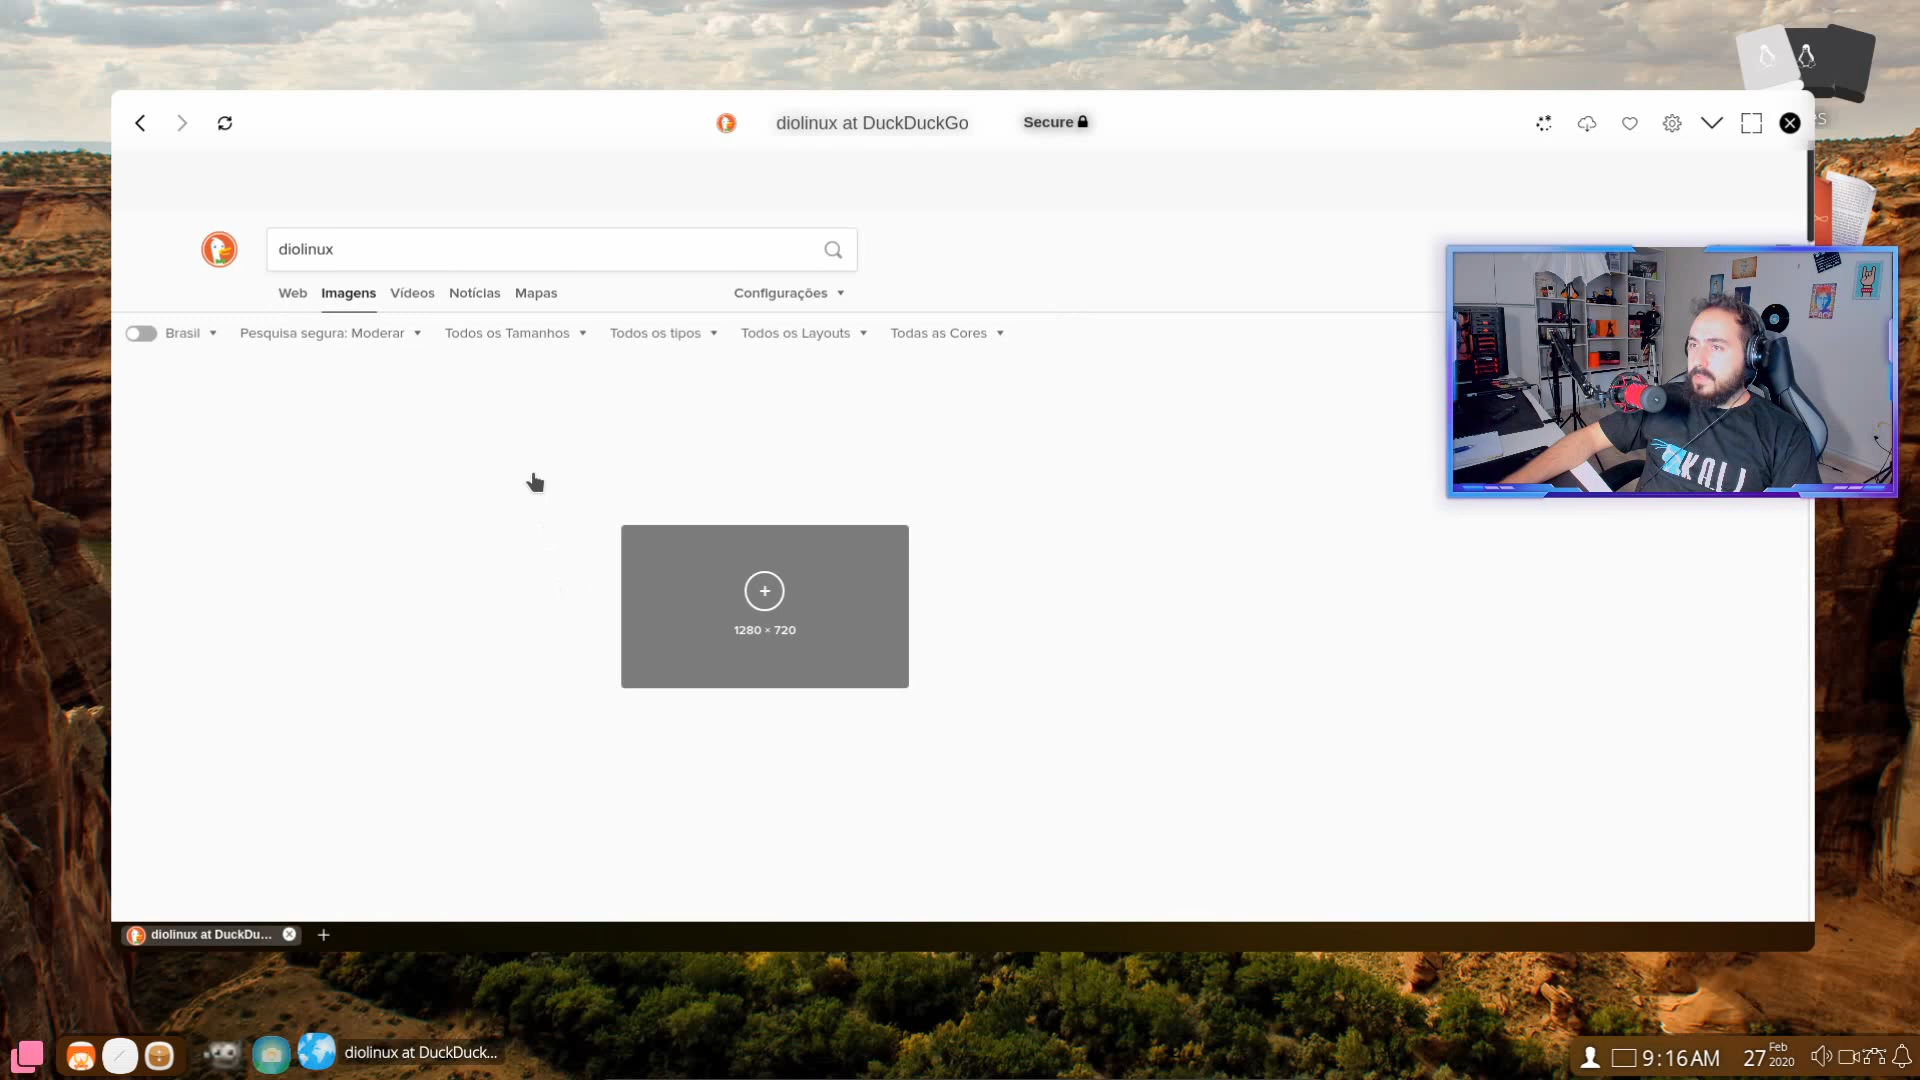 diolinux at DuckDuckGo
Secure
diolinux
Web Imagens Vídeos Notícias Mapas Configurações
Brasil Pesquisa segura: Moderar Todos os Tamanhos Todos os tipos Todos os Layouts Todas as Cores
KALI
+
1280 × 720
diolinux at DuckDu... +
diolinux at DuckDuck...
9:16AM
27 Feb
2020